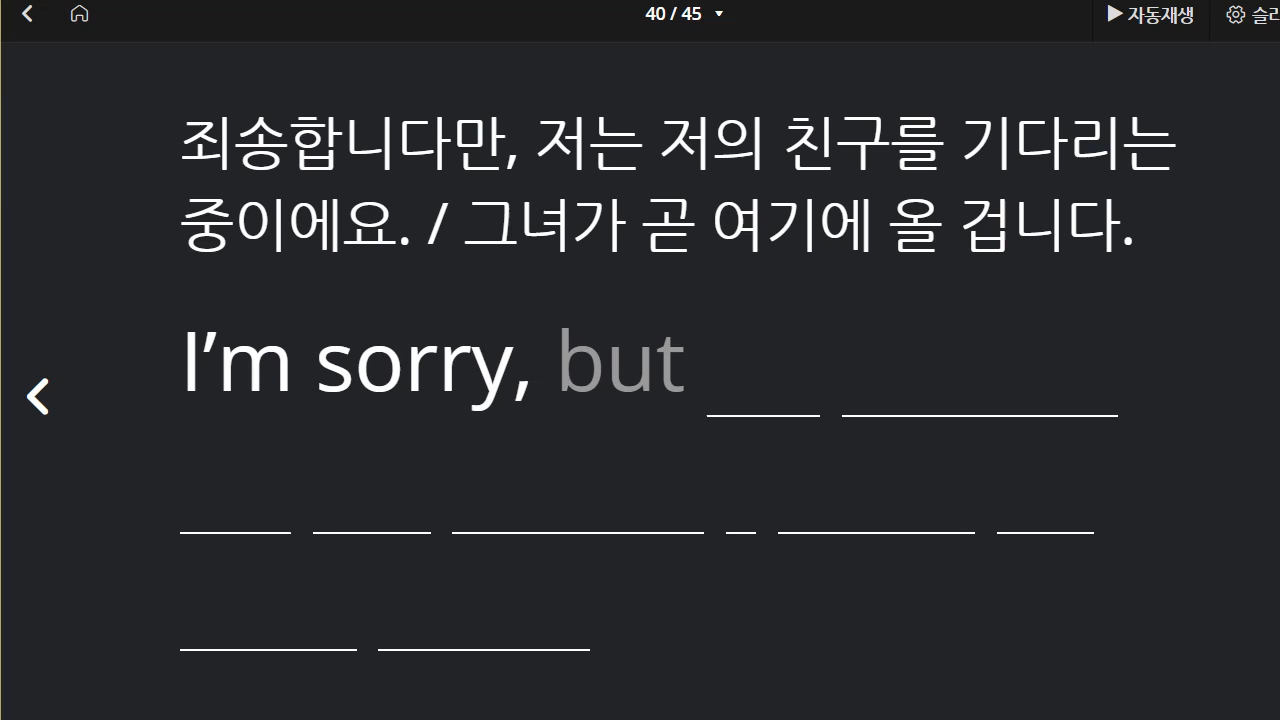 40 / 45
자동재생
죄송합니다만, 저는 저의 친구를 기다리는
중이에요. / 그녀가 곧 여기에 올 겁니다.
I’m sorry, but